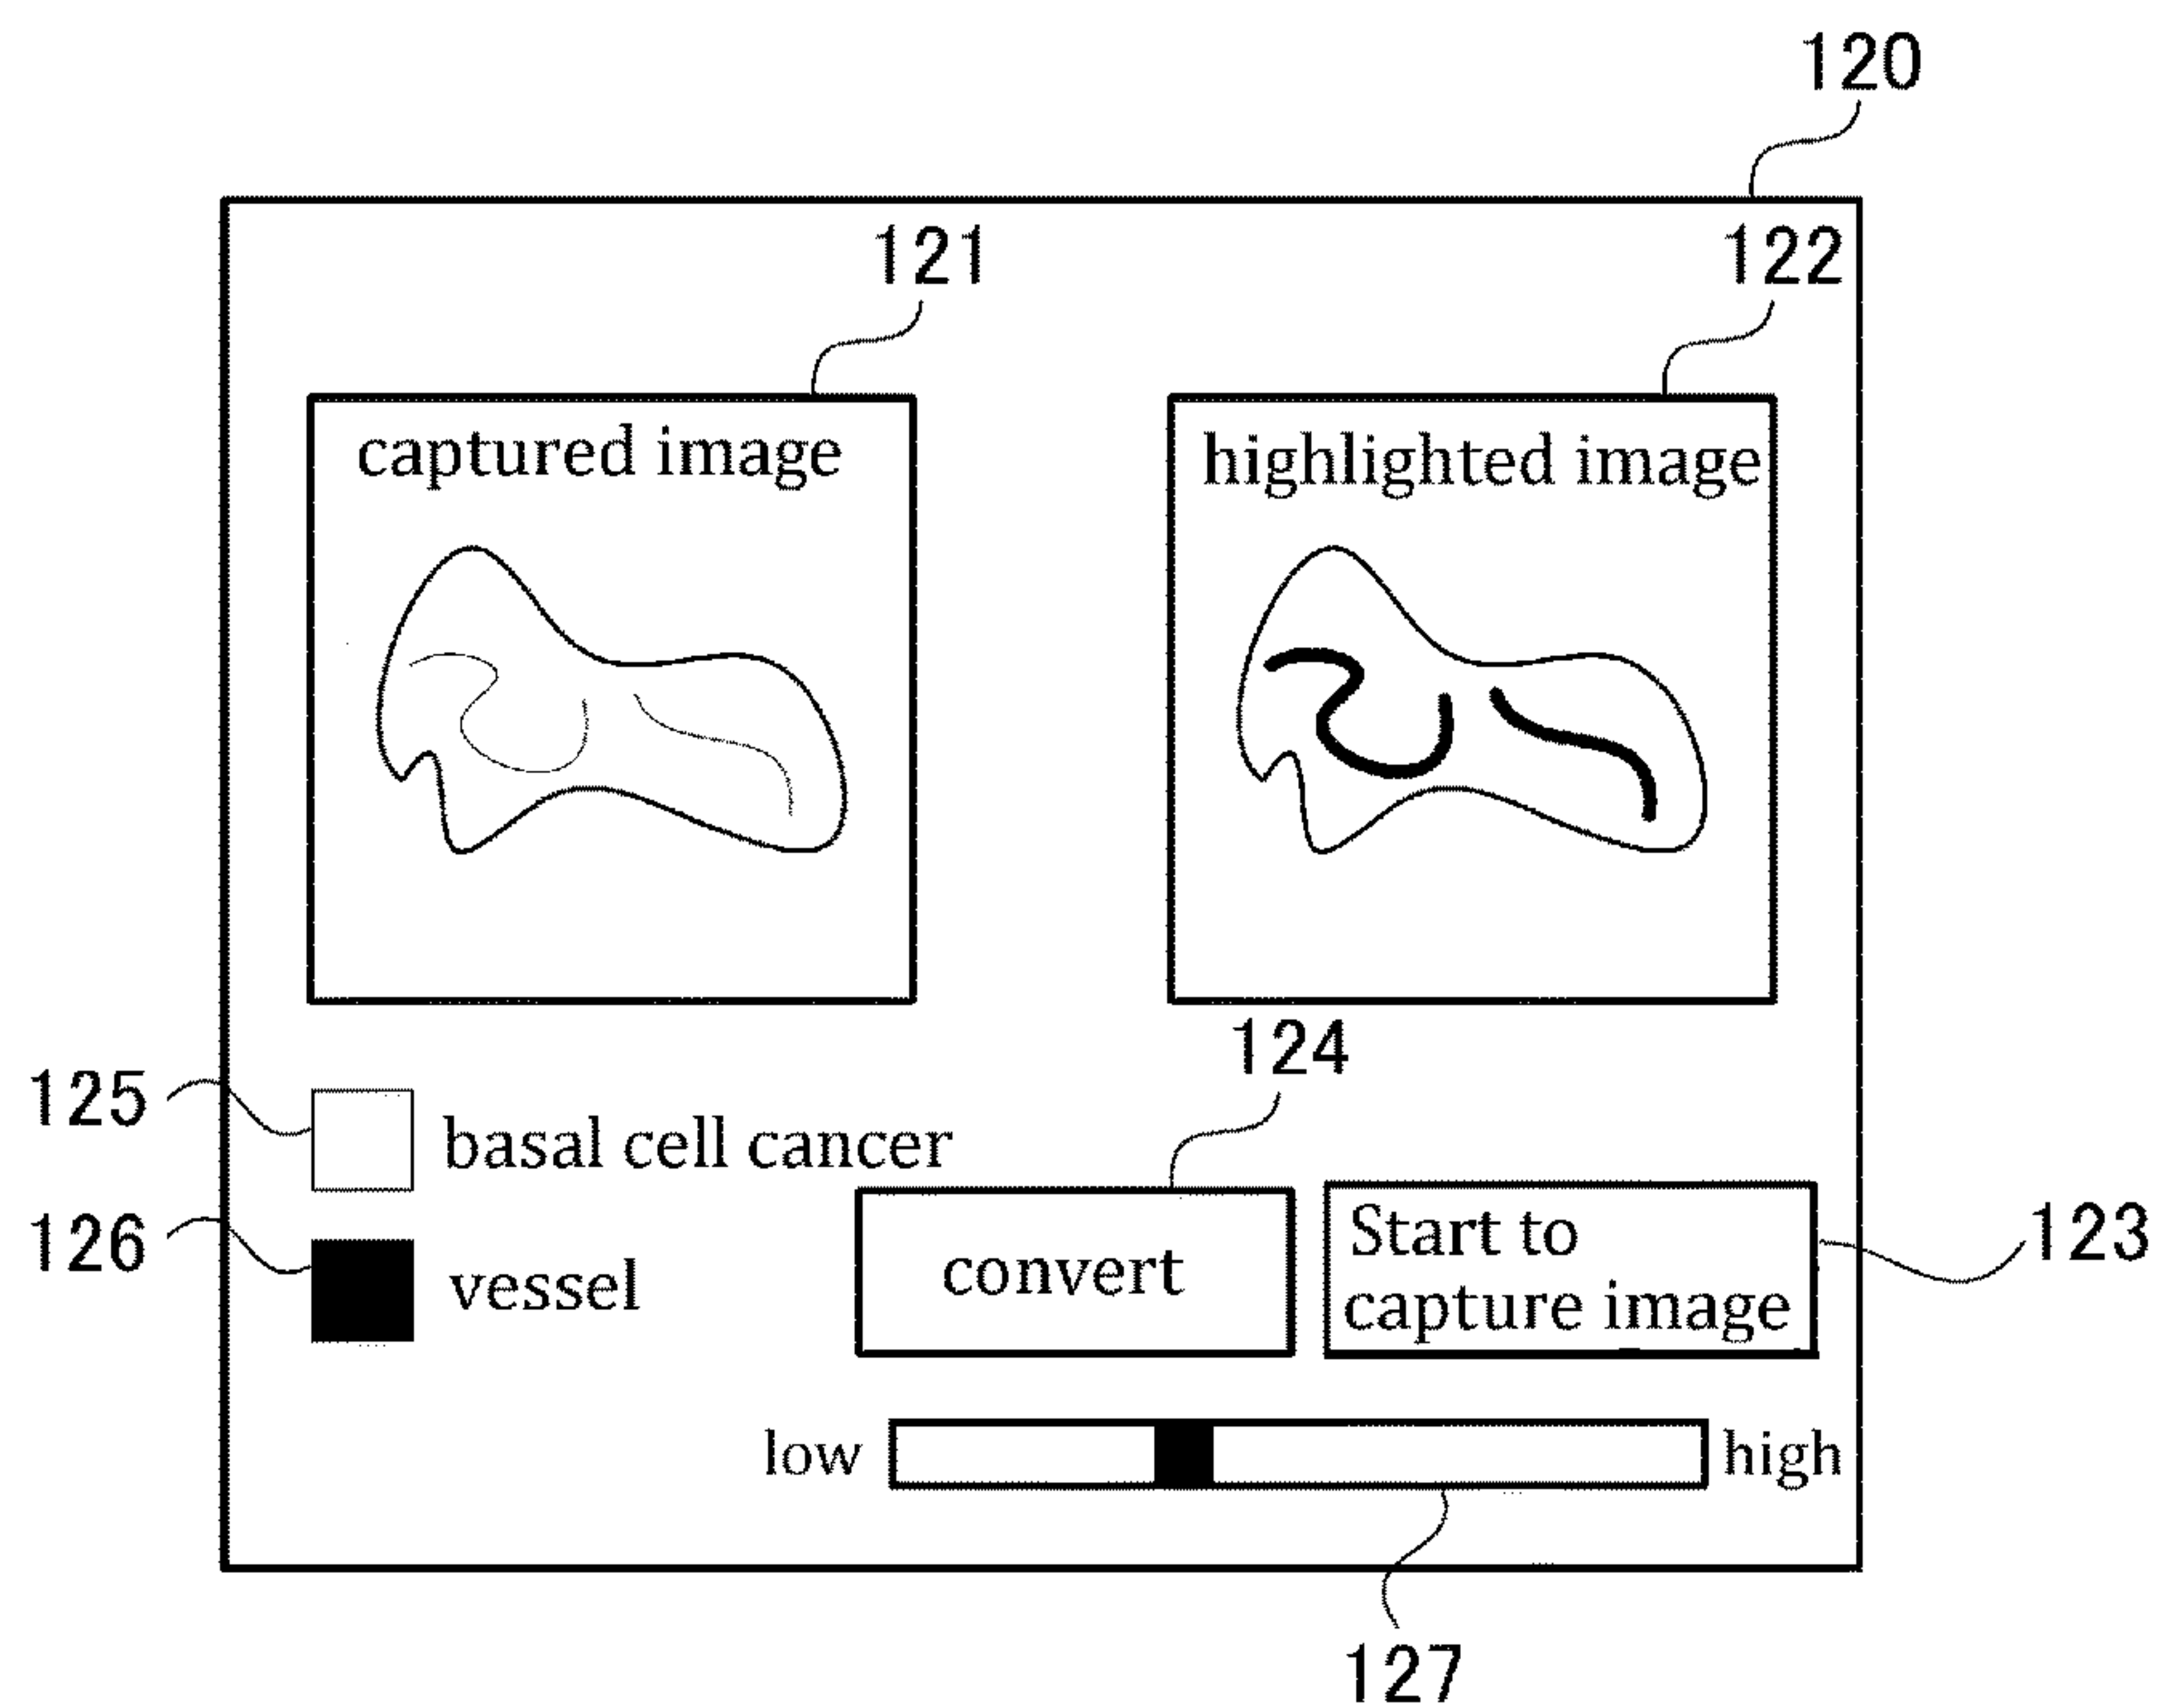 120
121
122
captured image
highlighted image
124
125
basal cell cancer
126
vessel
convert
Start to
capture image
123
low
high
127